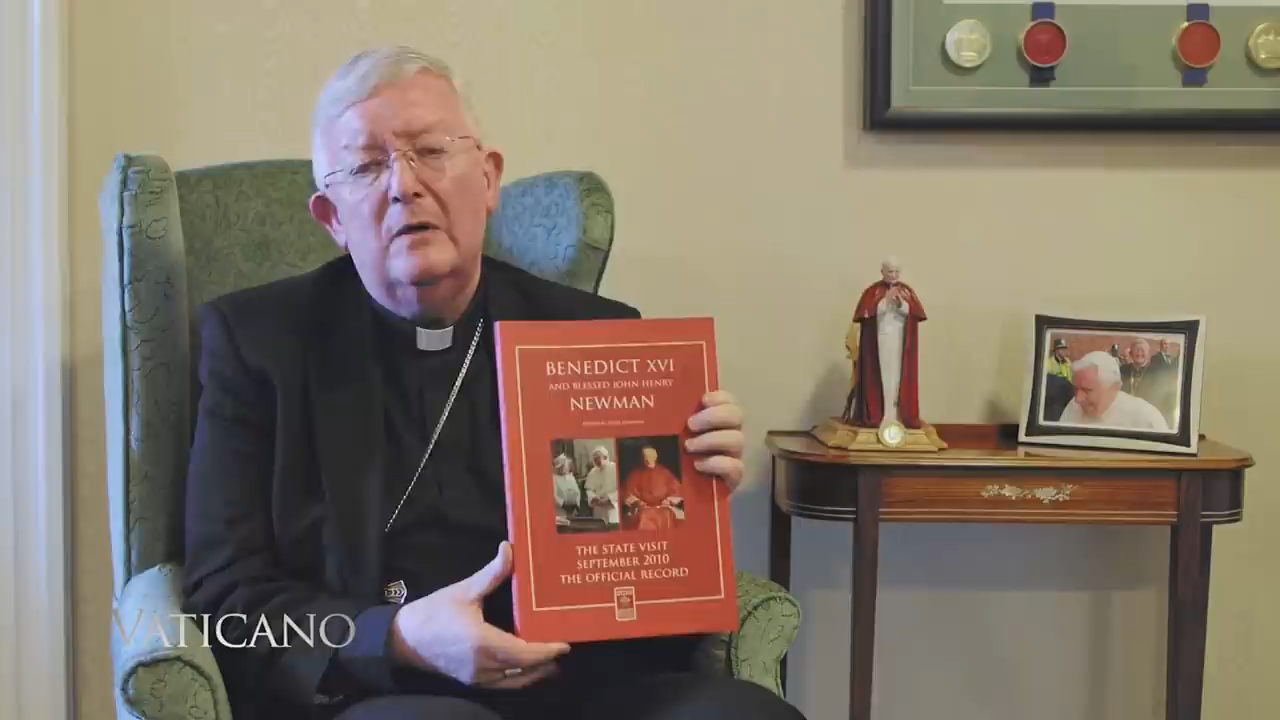 BENEDICT XVI
AND BLESSED JOHN HENRY
NEWMAN
THE STATE VISIT
SEPTEMBER 2010
THE OFFICIAL RECORD
VATICANO